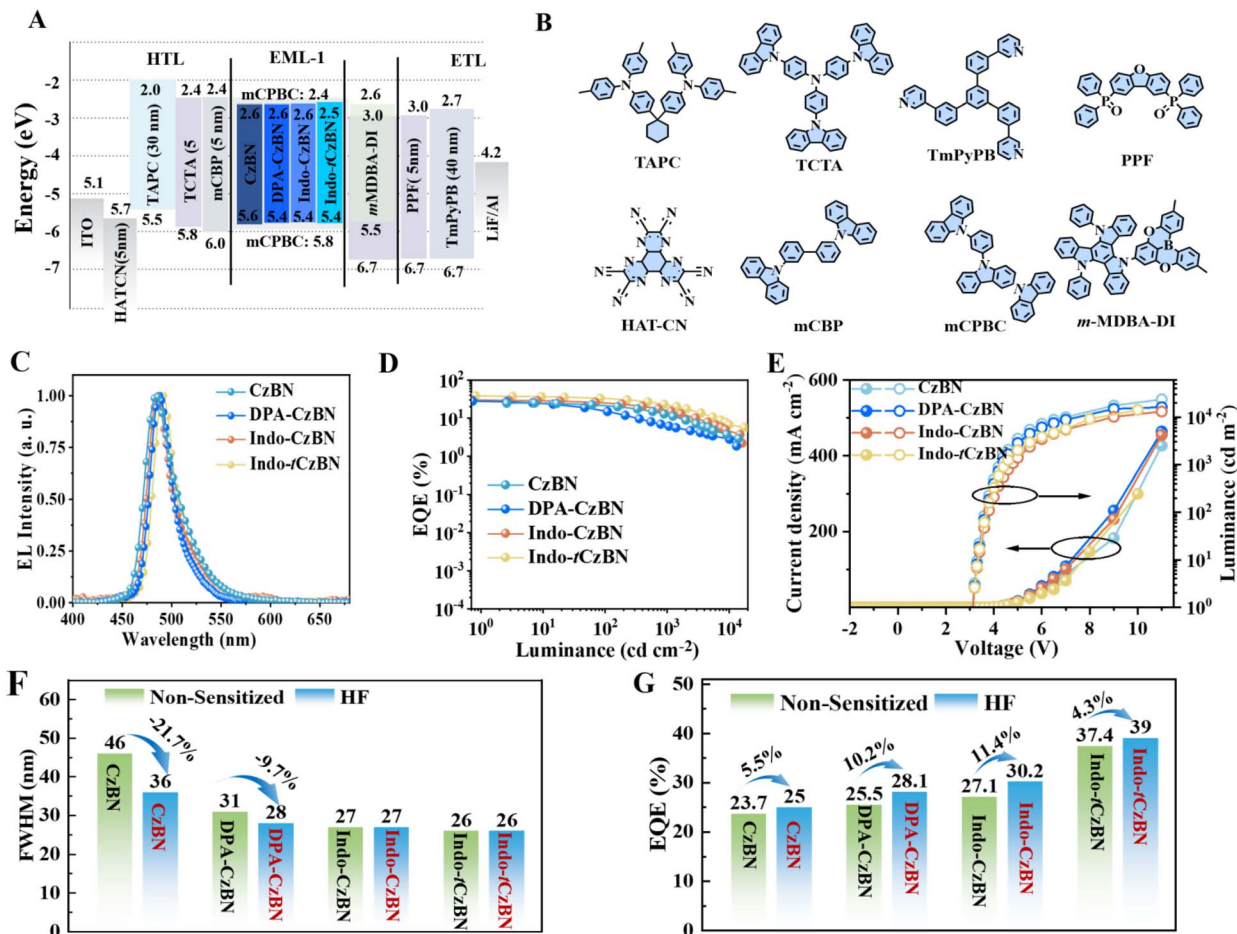 A
HTL
EML-1
ETL
Energy (eV)
-2
-3
-4
-5
-6
-7
5.1
ITO
5.7
HATCN(5nm)
2.0
TAPC (30 nm)
5.5
2.4
TCTA (5
5.8
2.4
mCBP (5 nm)
6.0
mCPBC: 2.4
2.6
CzBN
5.6
2.6
DPA-CzBN
5.4
2.6
Indo-CzBN
5.4
2.5
Indo-tCzBN
5.4
mCPBC: 5.8
2.6
3.0
mMDBA-DI
5.5
6.7
3.0
PPF( 5nm)
6.7
2.7
TmPyPB (40 nm)
6.7
4.2
LiF/Al
B
TAPC
TCTA
TmPyPB
PPF
HAT-CN
mCBP
mCPBC
m-MDBA-DI
C
EL Intensity (a. u.)
1.00
0.75
0.50
0.25
0.00
CzBN
DPA-CzBN
Indo-CzBN
Indo-tCzBN
400 450 500 550 600 650
Wavelength (nm)
D
EQE (%)
10²
10¹
10⁰
10⁻¹
10⁻²
10⁻³
10⁻⁴
CzBN
DPA-CzBN
Indo-CzBN
Indo-tCzBN
10⁰ 10¹ 10² 10³ 10⁴
Luminance (cd cm⁻²)
E
Current density (mA cm⁻²)
600
400
200
CzBN
DPA-CzBN
Indo-CzBN
Indo-tCzBN
10⁴
10³
10²
10¹
10⁰
Luminance (cd m⁻²)
-2 0 2 4 6 8 10
Voltage (V)
F
FWHM (nm)
60
50
40
30
20
10
0
Non-Sensitized
HF
46
-21.7%
36
31
-9.7%
28
27
27
26
26
CzBN
CzBN
DPA-CzBN
DPA-CzBN
Indo-CzBN
Indo-CzBN
Indo-tCzBN
Indo-tCzBN
G
EQE (%)
50
40
30
20
10
0
Non-Sensitized
HF
23.7
5.5%
25
25.5
10.2%
28.1
27.1
11.4%
30.2
37.4
4.3%
39
CzBN
CzBN
DPA-CzBN
DPA-CzBN
Indo-CzBN
Indo-CzBN
Indo-tCzBN
Indo-tCzBN